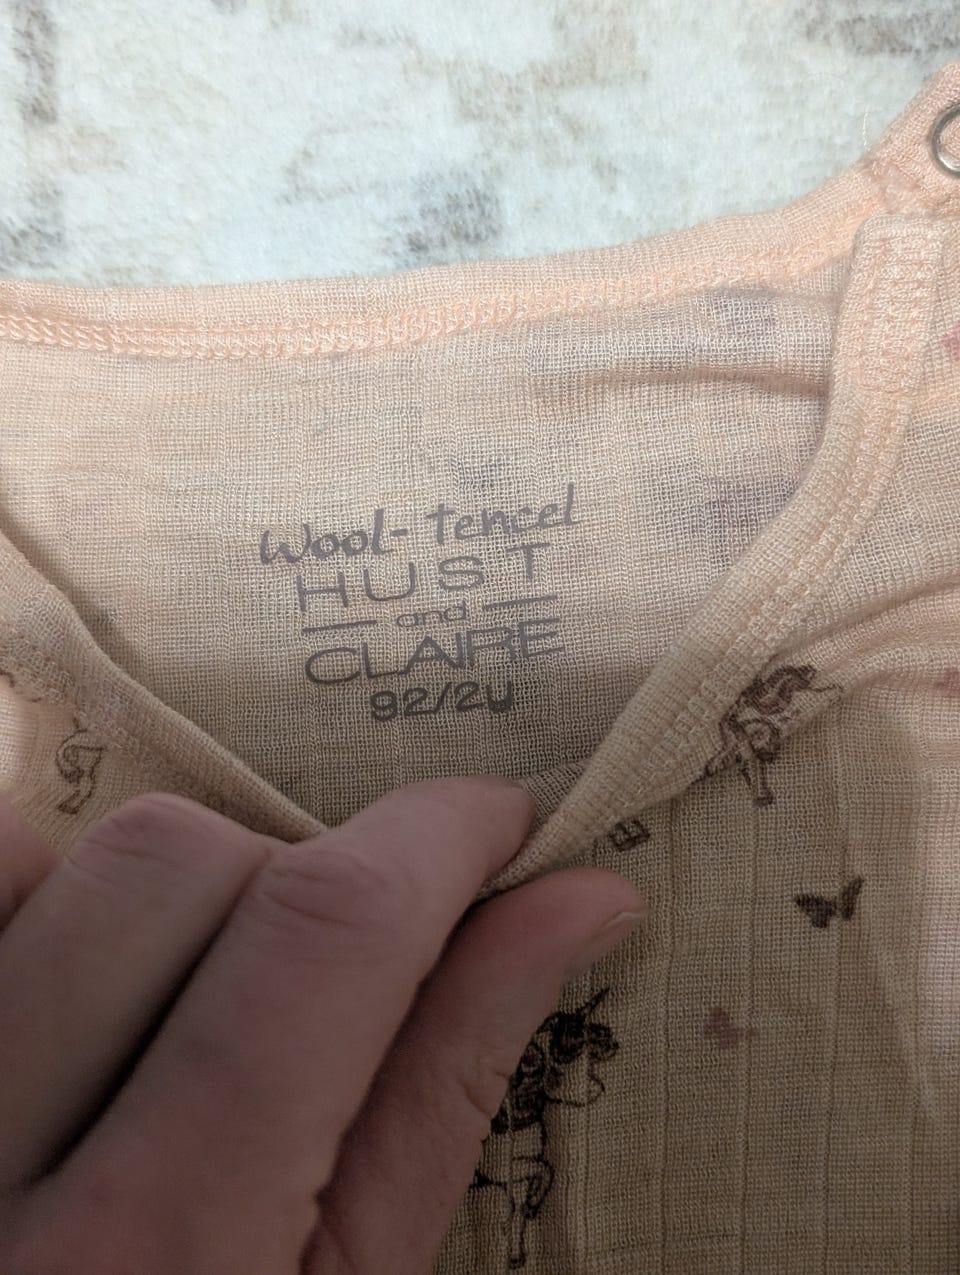 Wool-tencel
HUST
and
CLAIRE
92/2y